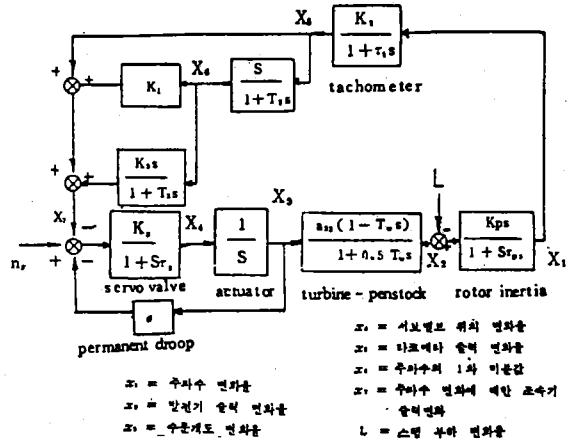 X₅
K₁
1 + τ₁s
tachometer
+
+
K₁
X₆
S
1 + T₁s
+
+
K₂s
1 + T₂s
X₇
−
nᵣ
+
−
1 + Sτ₂
servo valve
X₄
1
S
actuator
X₃
a₂₃ ( 1 − Tw s )
1 + 0.5 Tw s
turbine - penstock
L
−
+
X₂
Kps
1 + Sτps
rotor inertia
X₁
σ
permanent droop
x₁ = 주파수 변화율
x₂ = 발전기 출력 변화율
x₃ = 수문개도 변화율
x₄ = 서보밸브 위치 변화율
x₅ = 타코메타 출력 변화율
x₆ = 주파수의 1차 미분값
x₇ = 주파수 변화에 대한 조속기
출력변화
L = 스텝 부하 변화율